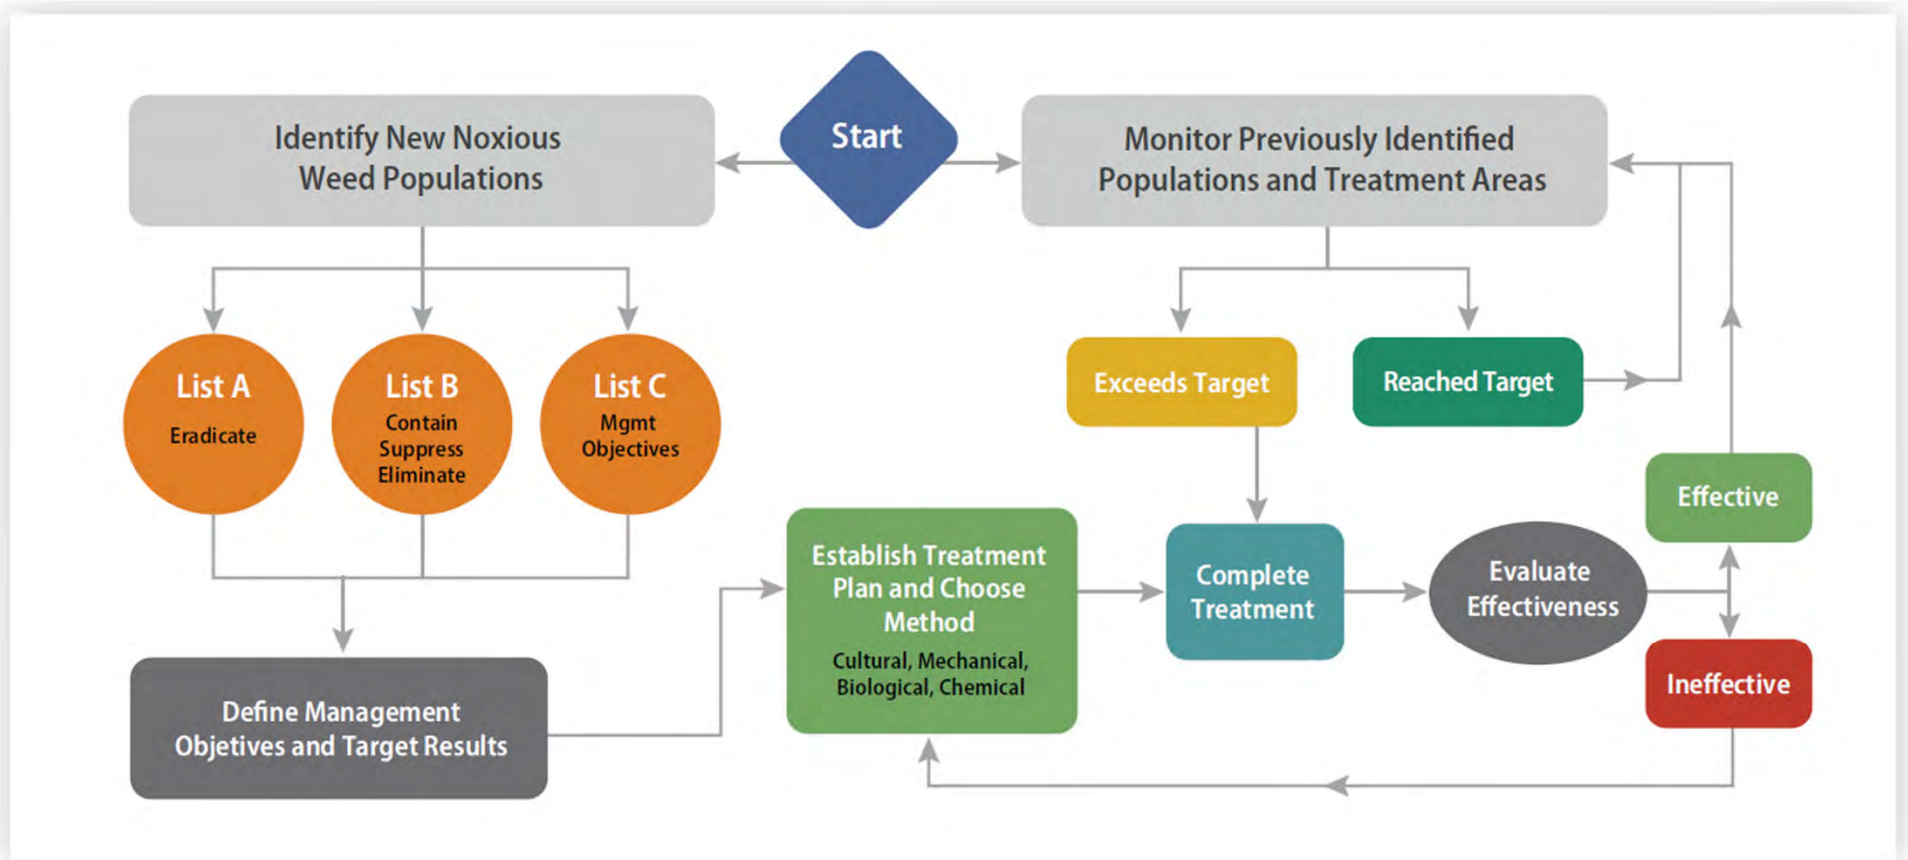 Start
Identify New Noxious
Weed Populations
Monitor Previously Identified
Populations and Treatment Areas
List A
Eradicate
List B
Contain
Suppress
Eliminate
List C
Mgmt
Objectives
Exceeds Target
Reached Target
Define Management
Objetives and Target Results
Establish Treatment
Plan and Choose
Method
Cultural, Mechanical,
Biological, Chemical
Complete
Treatment
Evaluate
Effectiveness
Effective
Ineffective